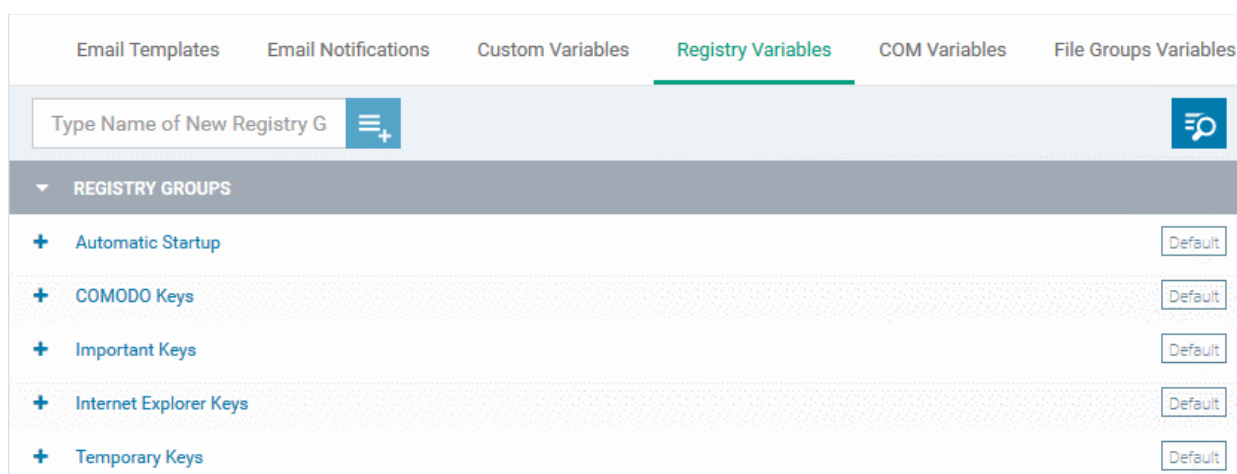 Email Templates Email Notifications Custom Variables Registry Variables COM Variables File Groups Variables
Type Name of New Registry G
REGISTRY GROUPS
Automatic Startup Default
COMODO Keys Default
Important Keys Default
Internet Explorer Keys Default
Temporary Keys Default